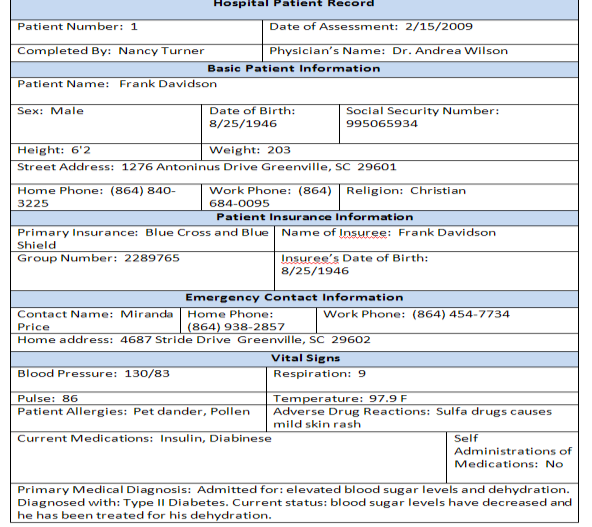 Hospital Patient Record
Patient Number: 1 Date of Assessment: 2/15/2009
Completed By: Nancy Turner Physician's Name: Dr. Andrea Wilson
Basic Patient Information
Patient Name: Frank Davidson
Sex: Male
Date of Birth:
8/25/1946
Social Security Number:
995065934
Height: 6'2 Weight: 203
Street Address: 1276 Antoninus Drive Greenville, SC 29601
Home Phone: (864) 840-
3225
Work Phone: (864)
684-0095
Religion: Christian
Patient Insurance Information
Primary Insurance: Blue Cross and Blue
Shield
Name of Insuree: Frank Davidson
Group Number: 2289765
Insuree's Date of Birth:
8/25/1946
Emergency Contact Information
Contact Name: Miranda
Price
Home Phone:
(864) 938-2857
Work Phone: (864) 454-7734
Home address: 4687 Stride Drive Greenville, SC 29602
Vital Signs
Blood Pressure: 130/83 Respiration: 9
Pulse: 86 Temperature: 97.9 F
Patient Allergies: Pet dander, Pollen
Adverse Drug Reactions: Sulfa drugs causes
mild skin rash
Current Medications: Insulin, Diabinese
Self
Administrations of
Medications: No
Primary Medical Diagnosis: Admitted for: elevated blood sugar levels and dehydration.
Diagnosed with: Type II Diabetes. Current status: blood sugar levels have decreased and
he has been treated for his dehydration.